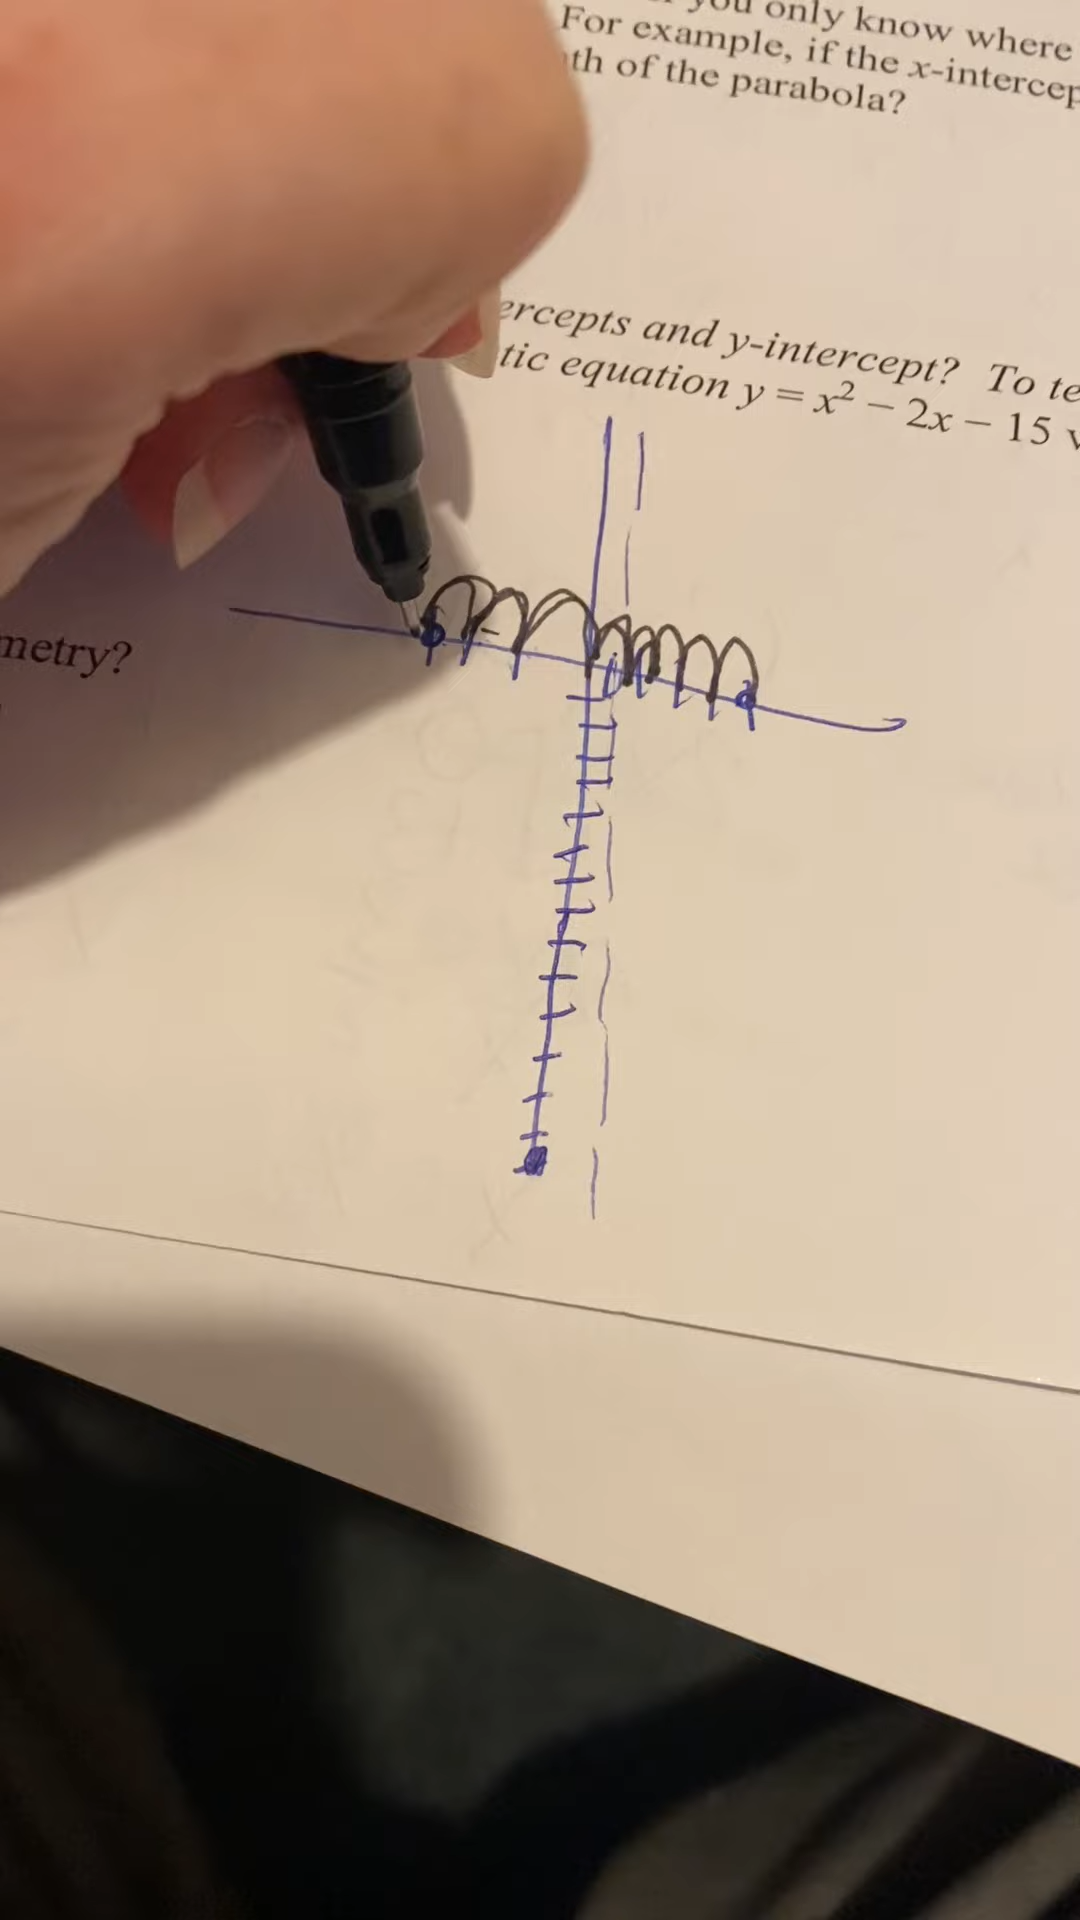 you only know where
For example, if the x-intercep
th of the parabola?
ercepts and y-intercept? To te
tic equation y = x² − 2x − 15
metry?